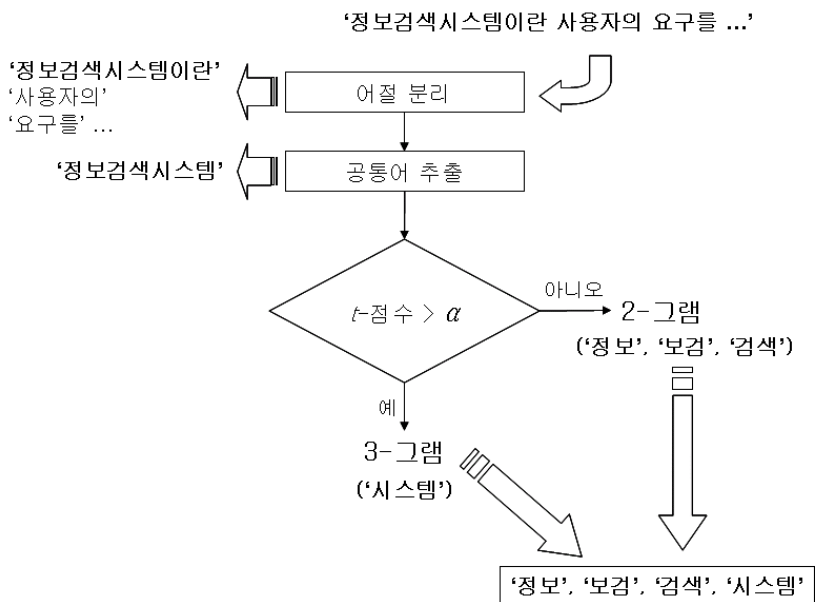 ‘정보검색시스템이란 사용자의 요구를 ...’
‘정보검색시스템이란’
‘사용자의’
‘요구를’ ...
어절 분리
‘정보검색시스템’
공통어 추출
t-점수 > α
아니오
2-그램
(‘정보’, ‘보검’, ‘검색’)
예
3-그램
(‘시스템’)
‘정보’, ‘보검’, ‘검색’, ‘시스템’